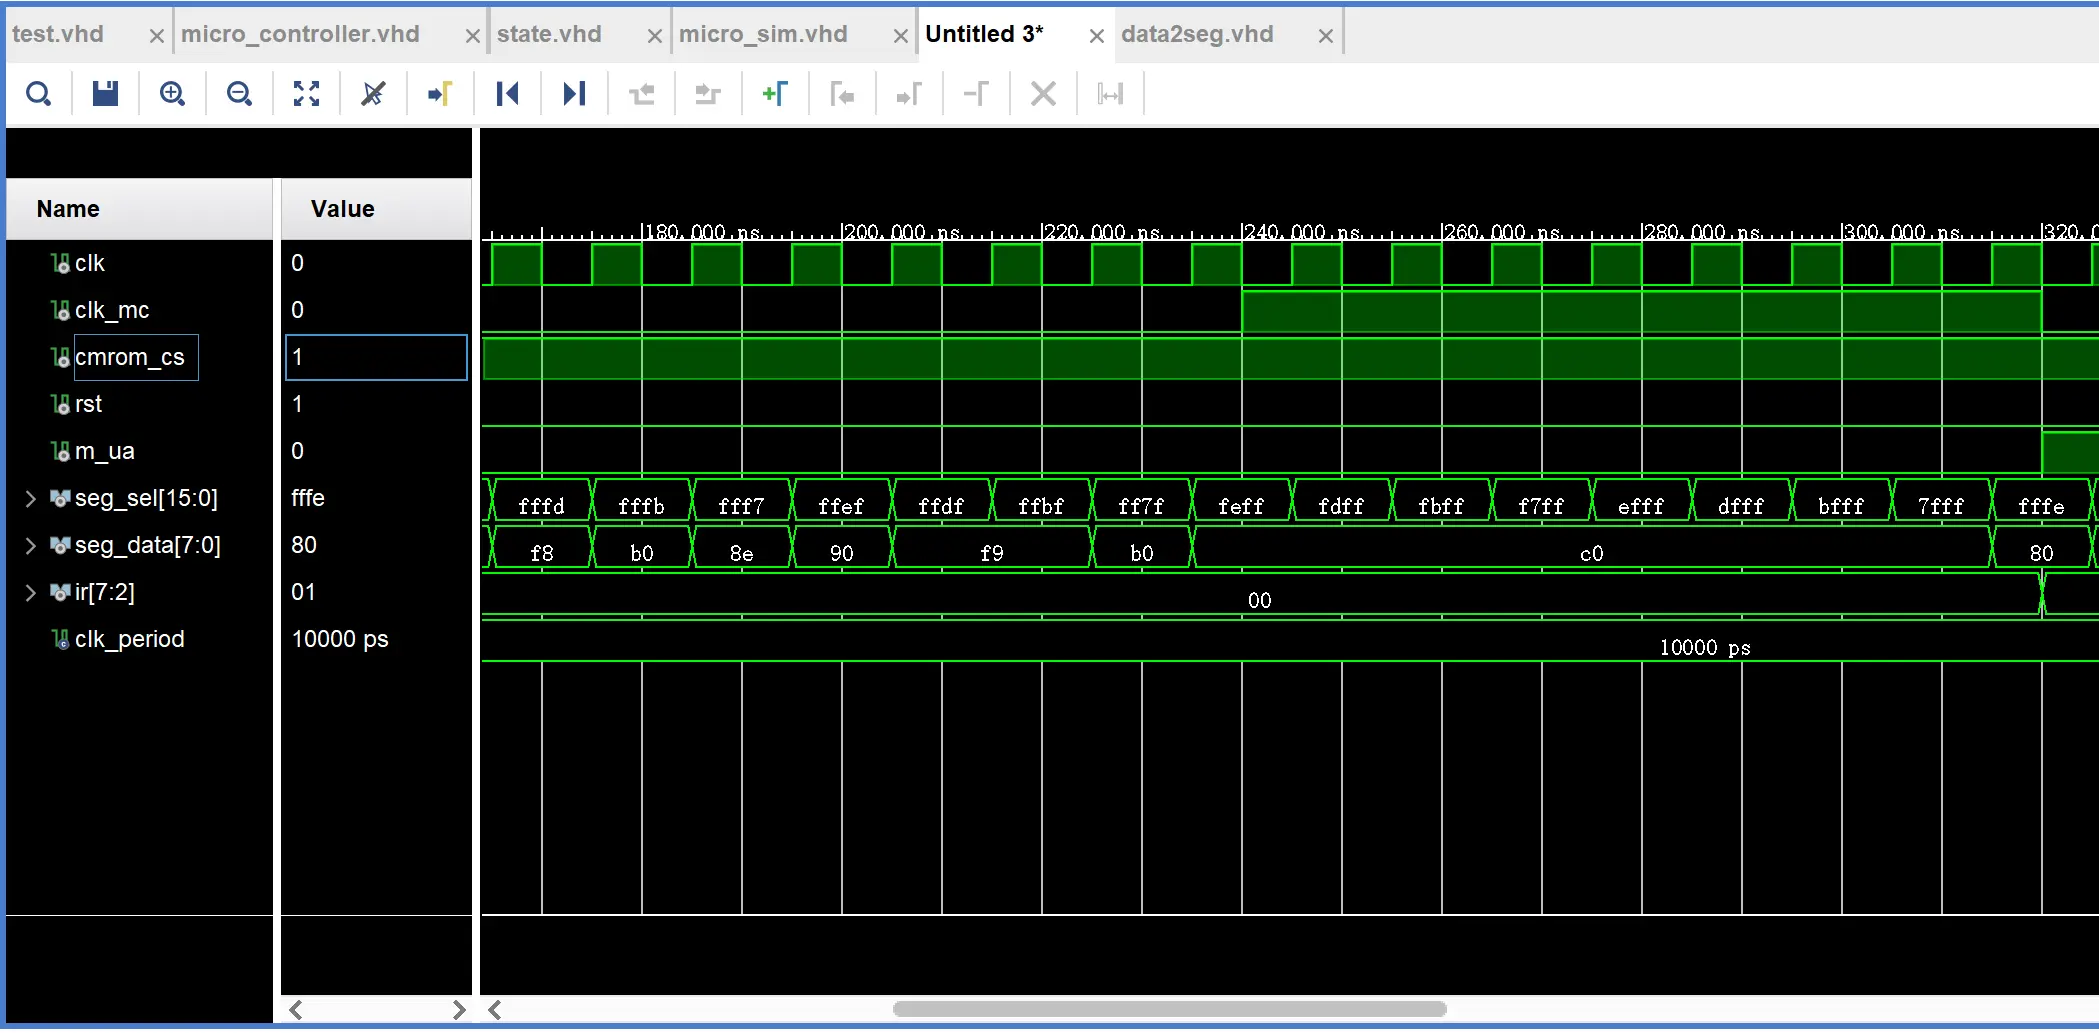 test.vhd micro_controller.vhd state.vhd micro_sim.vhd Untitled 3* data2seg.vhd
Name Value
180.000 ns 200.000 ns 220.000 ns 240.000 ns 260.000 ns 280.000 ns 300.000 ns 320.0
clk 0
clk_mc 0
cmrom_cs 1
rst 1
m_ua 0
seg_sel[15:0] fffe fffd fffb fff7 ffef ffdf ffbf ff7f feff fdff fbff f7ff efff dfff bfff 7fff fffe
seg_data[7:0] 80 f8 b0 8e 90 f9 b0 c0 80
ir[7:2] 01 00
clk_period 10000 ps 10000 ps